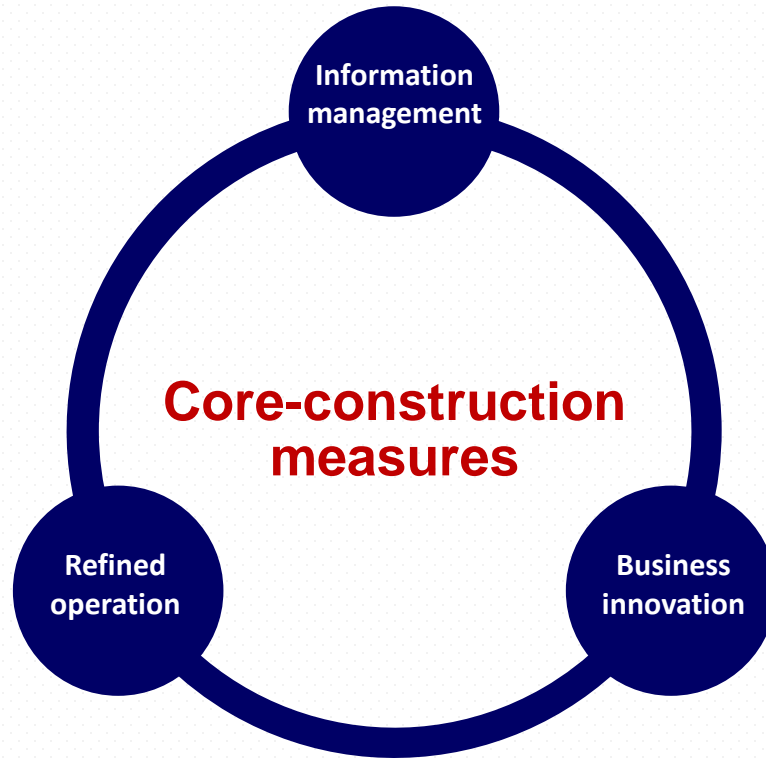 Information
management
Core-construction
measures
Refined
operation
Business
innovation